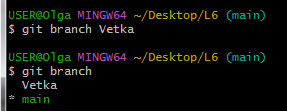 USER@Olga MINGW64 ~/Desktop/L6 (main)
$ git branch Vetka
USER@Olga MINGW64 ~/Desktop/L6 (main)
$ git branch
  Vetka
* main